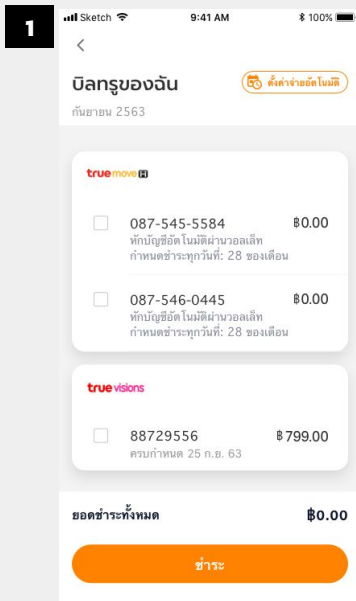 1
Sketch
9:41 AM
100%
บิลทรูของฉัน
ตั้งค่าจ่ายอัตโนมัติ
กันยายน 2563
truemove H
087-545-5584 ฿0.00
หักบัญชีอัตโนมัติผ่านวอลเล็ท
กำหนดชำระทุกวันที่: 28 ของเดือน
087-546-0445 ฿0.00
หักบัญชีอัตโนมัติผ่านวอลเล็ท
กำหนดชำระทุกวันที่: 28 ของเดือน
truevisions
88729556 ฿799.00
ครบกำหนด 25 ก.ย. 63
ยอดชำระทั้งหมด ฿0.00
ชำระ